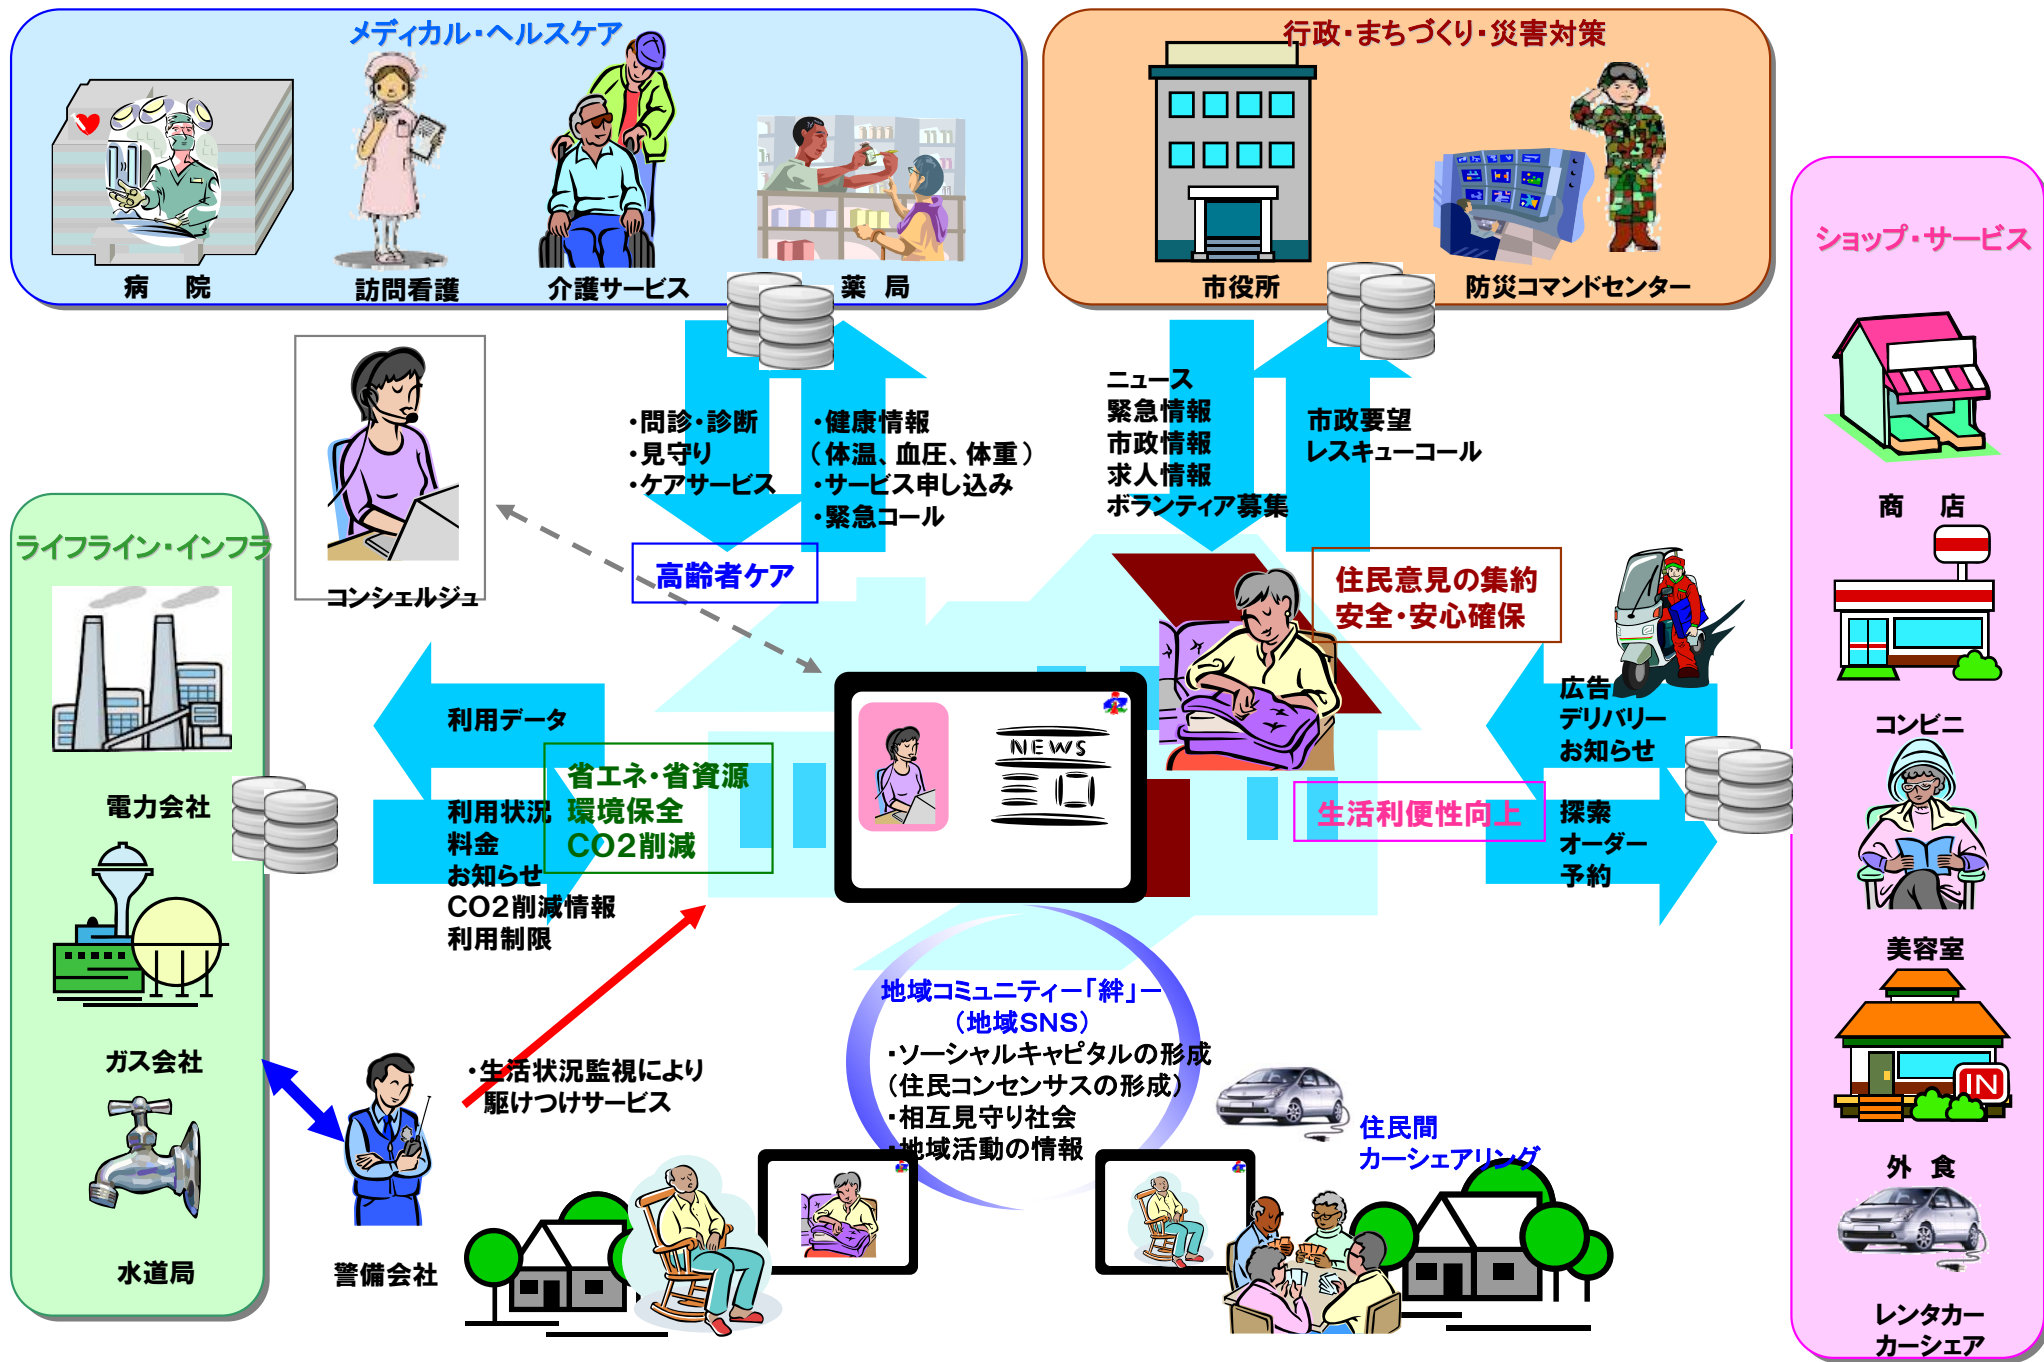 メディカル・ヘルスケア
病　院
訪問看護
介護サービス
薬　局
行政・まちづくり・災害対策
市役所
防災コマンドセンター
ショップ・サービス
商　店
コンビニ
美容室
IN
外　食
レンタカー
カーシェア
コンシェルジュ
・問診・診断
・見守り
・ケアサービス
・健康情報
（体温、血圧、体重）
・サービス申し込み
・緊急コール
高齢者ケア
ニュース
緊急情報
市政情報
求人情報
ボランティア募集
市政要望
レスキューコール
住民意見の集約
安全・安心確保
ライフライン・インフラ
電力会社
ガス会社
水道局
利用データ
利用状況
料金
お知らせ
CO2削減情報
利用制限
省エネ・省資源
環境保全
CO2削減
NEWS
広告
デリバリー
お知らせ
生活利便性向上
探索
オーダー
予約
・生活状況監視により
駆けつけサービス
警備会社
地域コミュニティー「絆」ー
（地域SNS）
・ソーシャルキャピタルの形成
（住民コンセンサスの形成）
・相互見守り社会
・地域活動の情報
住民間
カーシェアリング